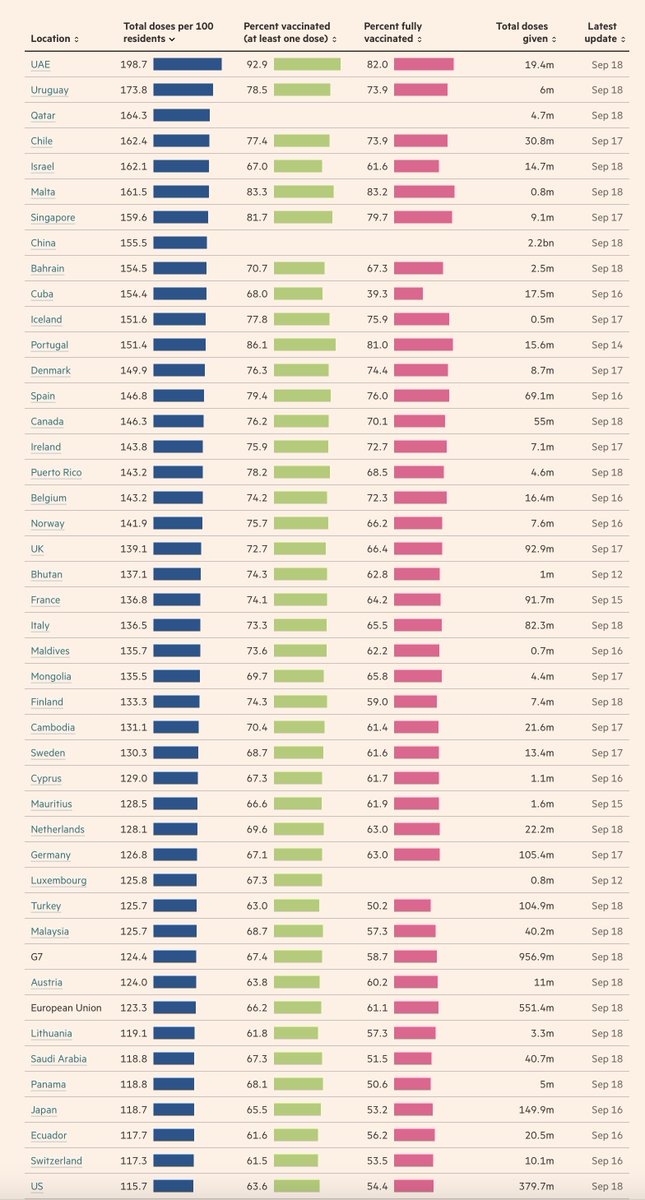 Location Total doses per 100 residents Percent vaccinated (at least one dose) Percent fully vaccinated Total doses given Latest update
UAE 198.7 92.9 82.0 19.4m Sep 18
Uruguay 173.8 78.5 73.9 6m Sep 18
Qatar 164.3 4.7m Sep 18
Chile 162.4 77.4 73.9 30.8m Sep 17
Israel 162.1 67.0 61.6 14.7m Sep 18
Malta 161.5 83.3 83.2 0.8m Sep 18
Singapore 159.6 81.7 79.7 9.1m Sep 17
China 155.5 2.2bn Sep 18
Bahrain 154.5 70.7 67.3 2.5m Sep 18
Cuba 154.4 68.0 39.3 17.5m Sep 16
Iceland 151.6 77.8 75.9 0.5m Sep 17
Portugal 151.4 86.1 81.0 15.6m Sep 14
Denmark 149.9 76.3 74.4 8.7m Sep 17
Spain 146.8 79.4 76.0 69.1m Sep 16
Canada 146.3 76.2 70.1 55m Sep 18
Ireland 143.8 75.9 72.7 7.1m Sep 17
Puerto Rico 143.2 78.2 68.5 4.6m Sep 18
Belgium 143.2 74.2 72.3 16.4m Sep 16
Norway 141.9 75.7 66.2 7.6m Sep 16
UK 139.1 72.7 66.4 92.9m Sep 17
Bhutan 137.1 74.3 62.8 1m Sep 12
France 136.8 74.1 64.2 91.7m Sep 15
Italy 136.5 73.3 65.5 82.3m Sep 18
Maldives 135.7 73.6 62.2 0.7m Sep 16
Mongolia 135.5 69.7 65.8 4.4m Sep 17
Finland 133.3 74.3 59.0 7.4m Sep 18
Cambodia 131.1 70.4 61.4 21.6m Sep 17
Sweden 130.3 68.7 61.6 13.4m Sep 17
Cyprus 129.0 67.3 61.7 1.1m Sep 16
Mauritius 128.5 66.6 61.9 1.6m Sep 15
Netherlands 128.1 69.6 63.0 22.2m Sep 18
Germany 126.8 67.1 63.0 105.4m Sep 17
Luxembourg 125.8 67.3 0.8m Sep 12
Turkey 125.7 63.0 50.2 104.9m Sep 18
Malaysia 125.7 68.7 57.3 40.2m Sep 18
G7 124.4 67.4 58.7 956.9m Sep 18
Austria 124.0 63.8 60.2 11m Sep 18
European Union 123.3 66.2 61.1 551.4m Sep 18
Lithuania 119.1 61.8 57.3 3.3m Sep 18
Saudi Arabia 118.8 67.3 51.5 40.7m Sep 18
Panama 118.8 68.1 50.6 5m Sep 18
Japan 118.7 65.5 53.2 149.9m Sep 16
Ecuador 117.7 61.6 56.2 20.5m Sep 16
Switzerland 117.3 61.5 53.5 10.1m Sep 16
US 115.7 63.6 54.4 379.7m Sep 18